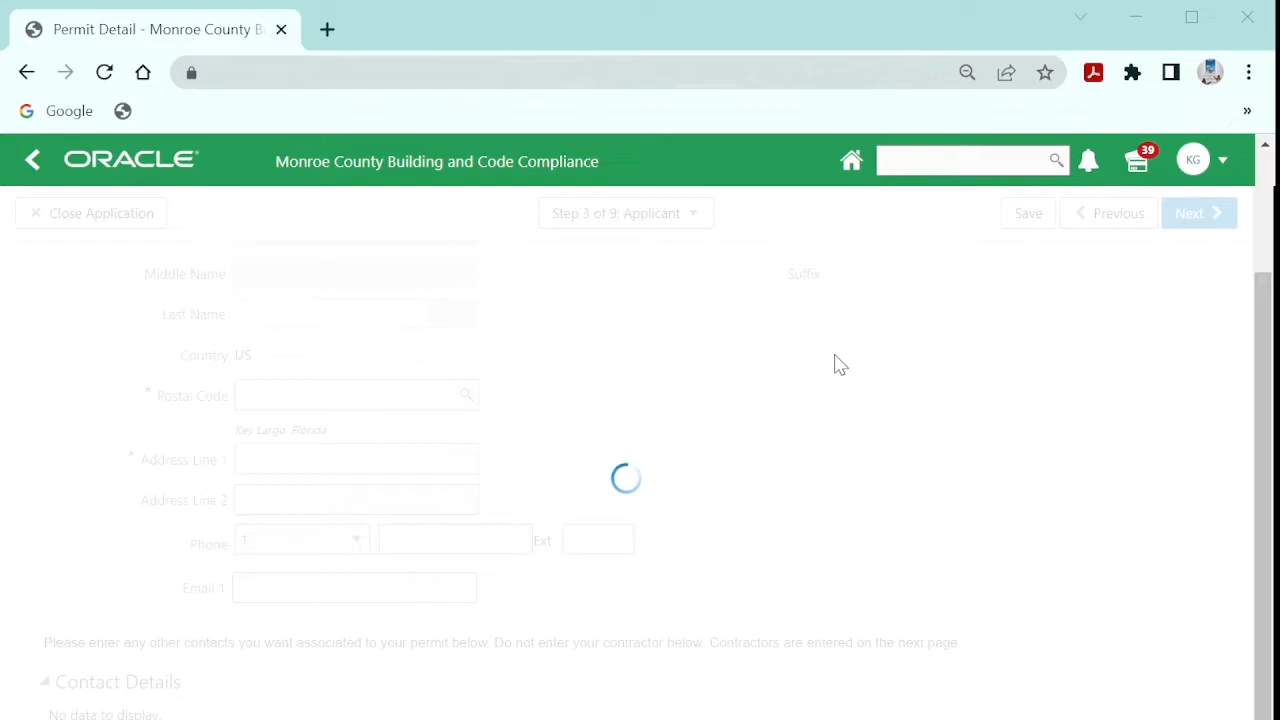 Permit Detail - Monroe County B
Google
»
ORACLE Monroe County Building and Code Compliance 39 KG
Close Application Step 3 of 9: Applicant Save Previous Next
Middle Name Suffix
Last Name
Country US
* Postal Code
Key Largo, Florida
* Address Line 1
Address Line 2
Phone 1 Ext
Email 1
Please enter any other contacts you want associated to your permit below. Do not enter your contractor below. Contractors are entered on the next page
Contact Details
No data to display.